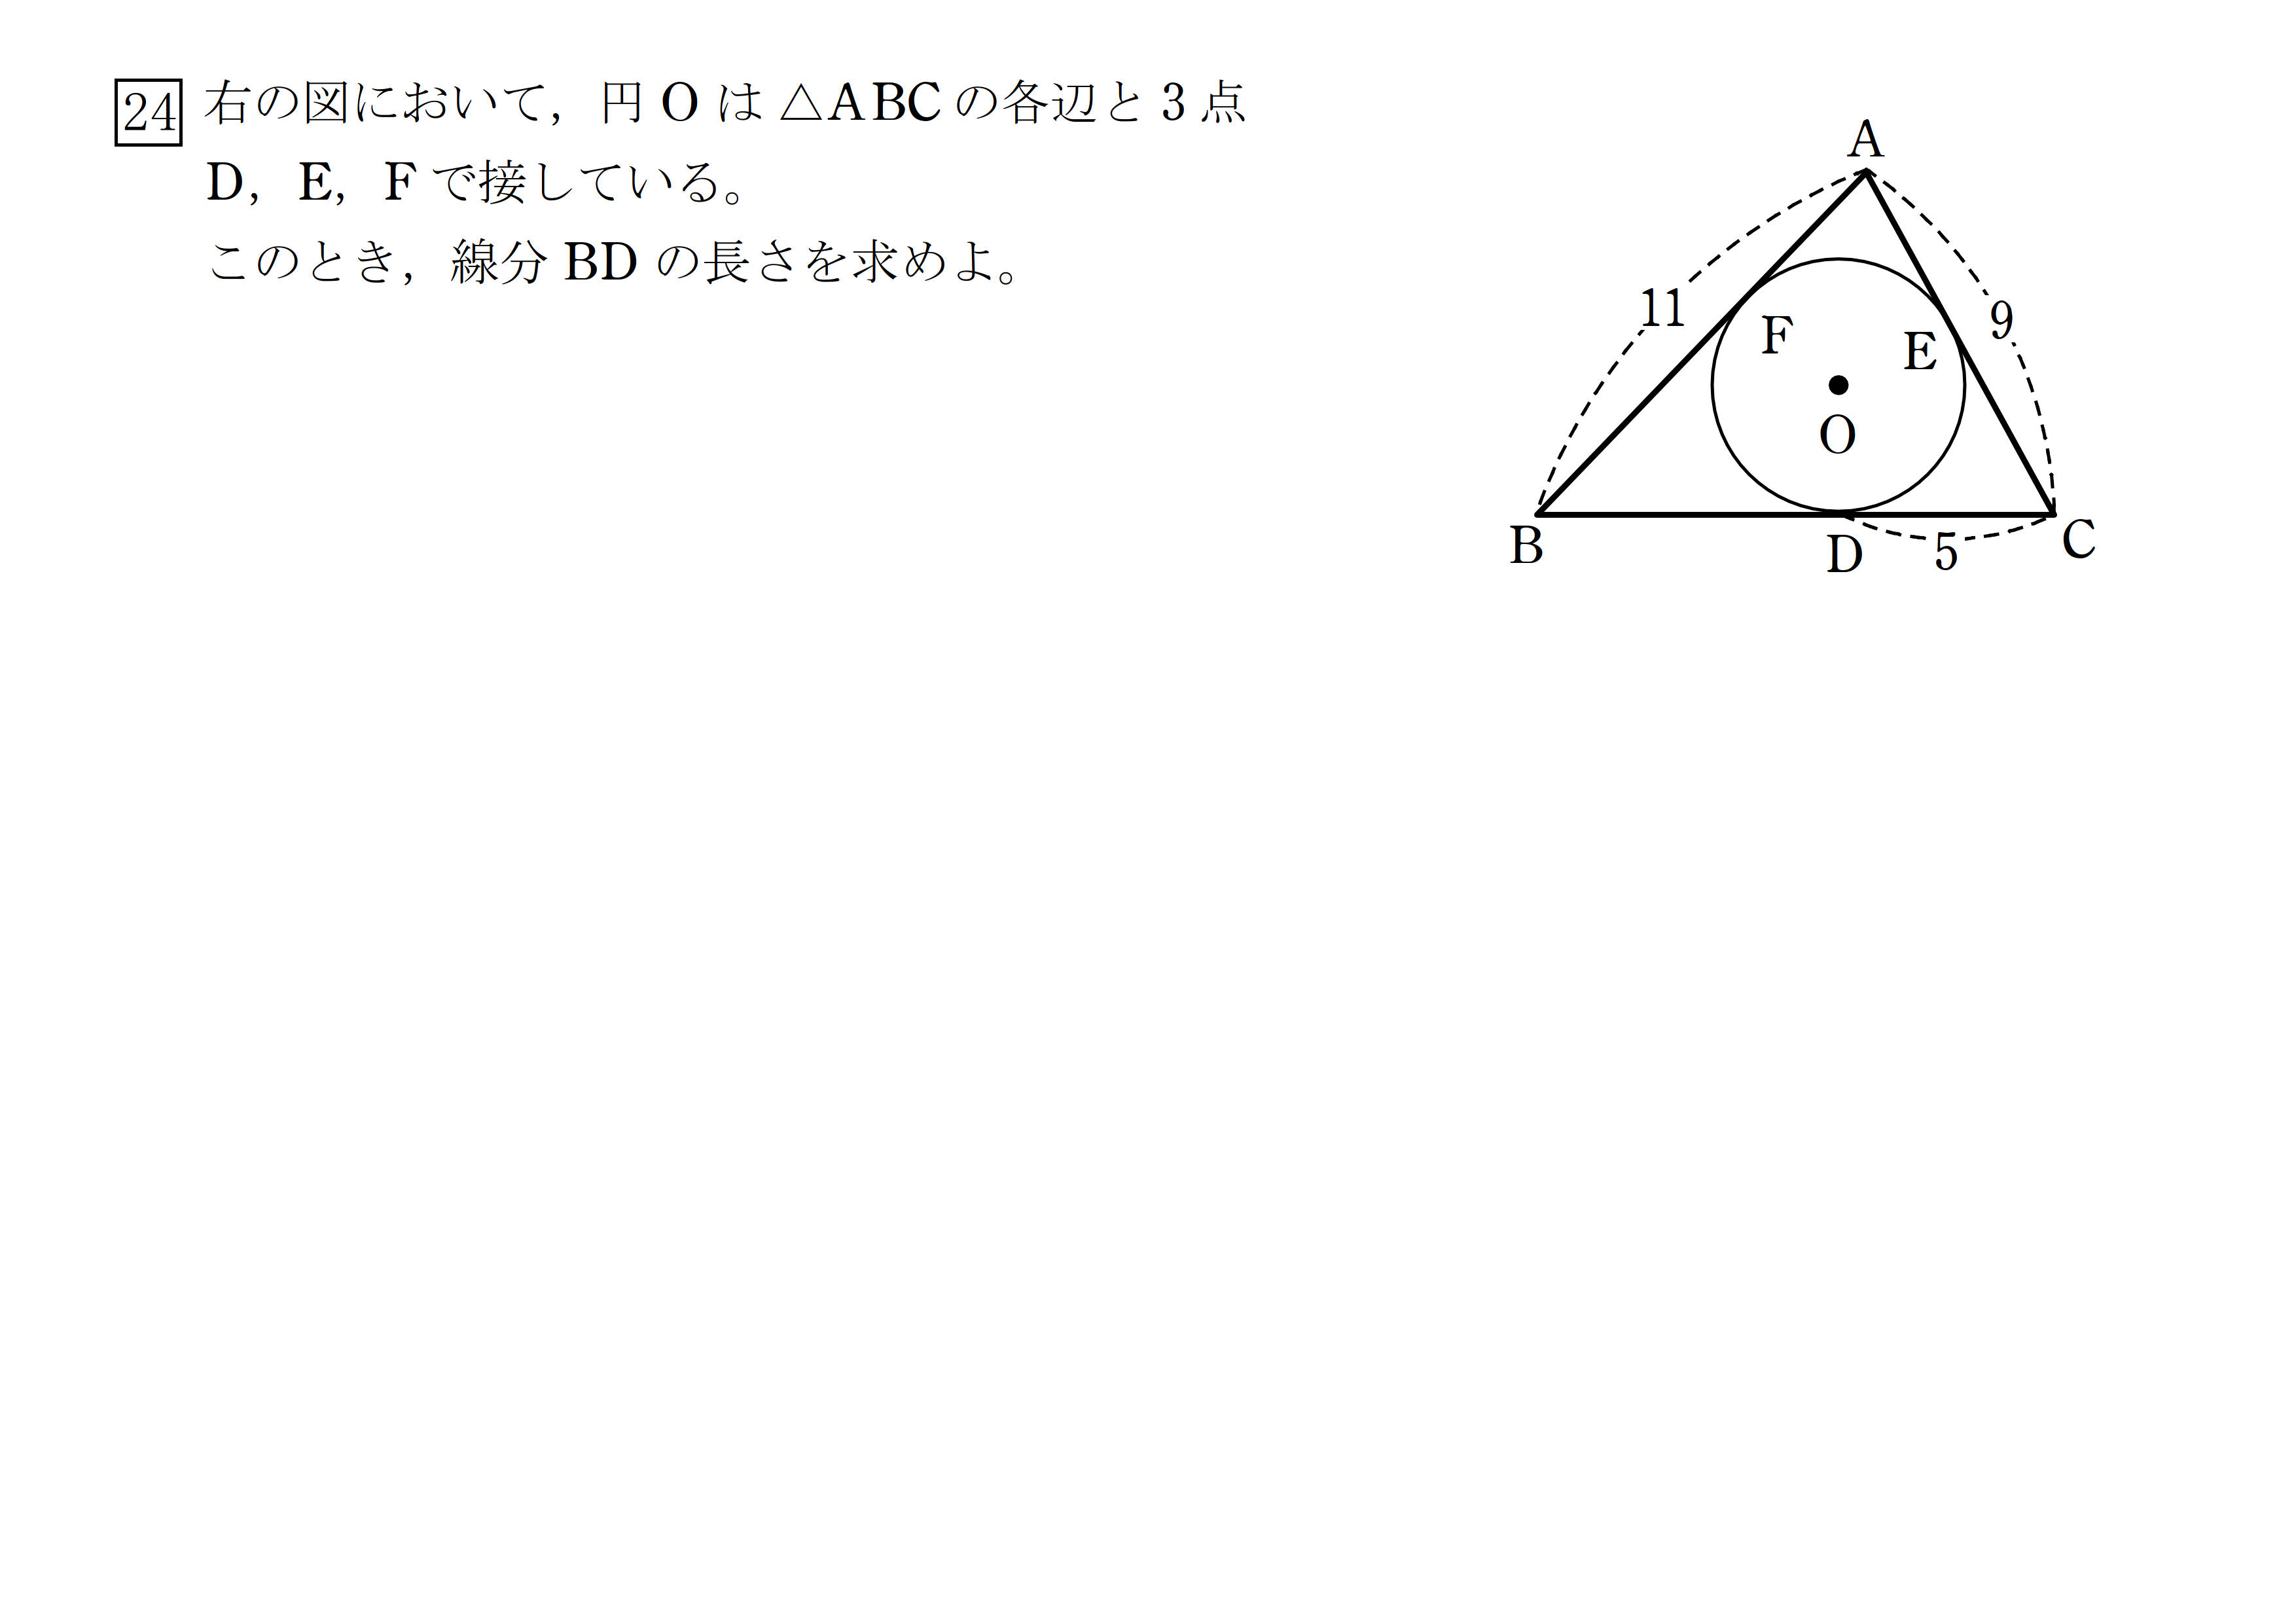 24 右の図において，円 O は △ABC の各辺と 3 点
D，E，F で接している。
このとき，線分 BD の長さを求めよ。
A
11
9
F
E
O
B
D
5
C